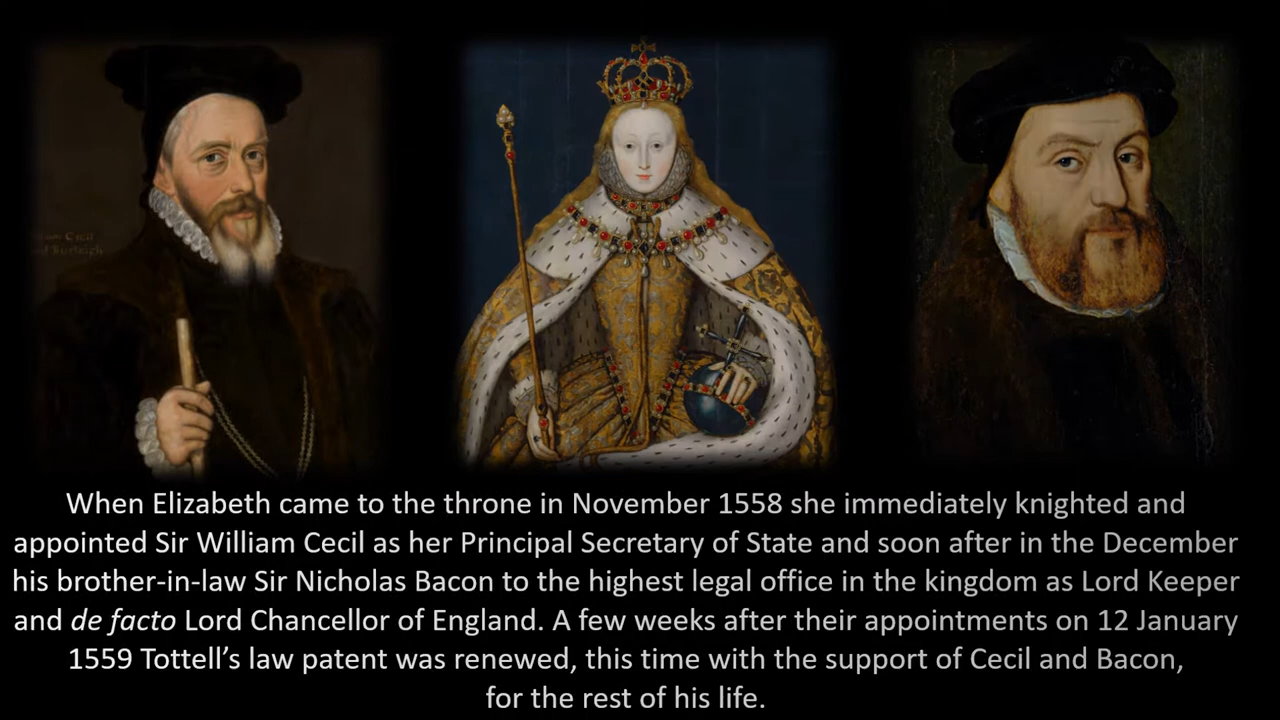 Cecil
Burleigh
When Elizabeth came to the throne in November 1558 she immediately knighted and
appointed Sir William Cecil as her Principal Secretary of State and soon after in the December
his brother-in-law Sir Nicholas Bacon to the highest legal office in the kingdom as Lord Keeper
and de facto Lord Chancellor of England. A few weeks after their appointments on 12 January
1559 Tottell’s law patent was renewed, this time with the support of Cecil and Bacon,
for the rest of his life.